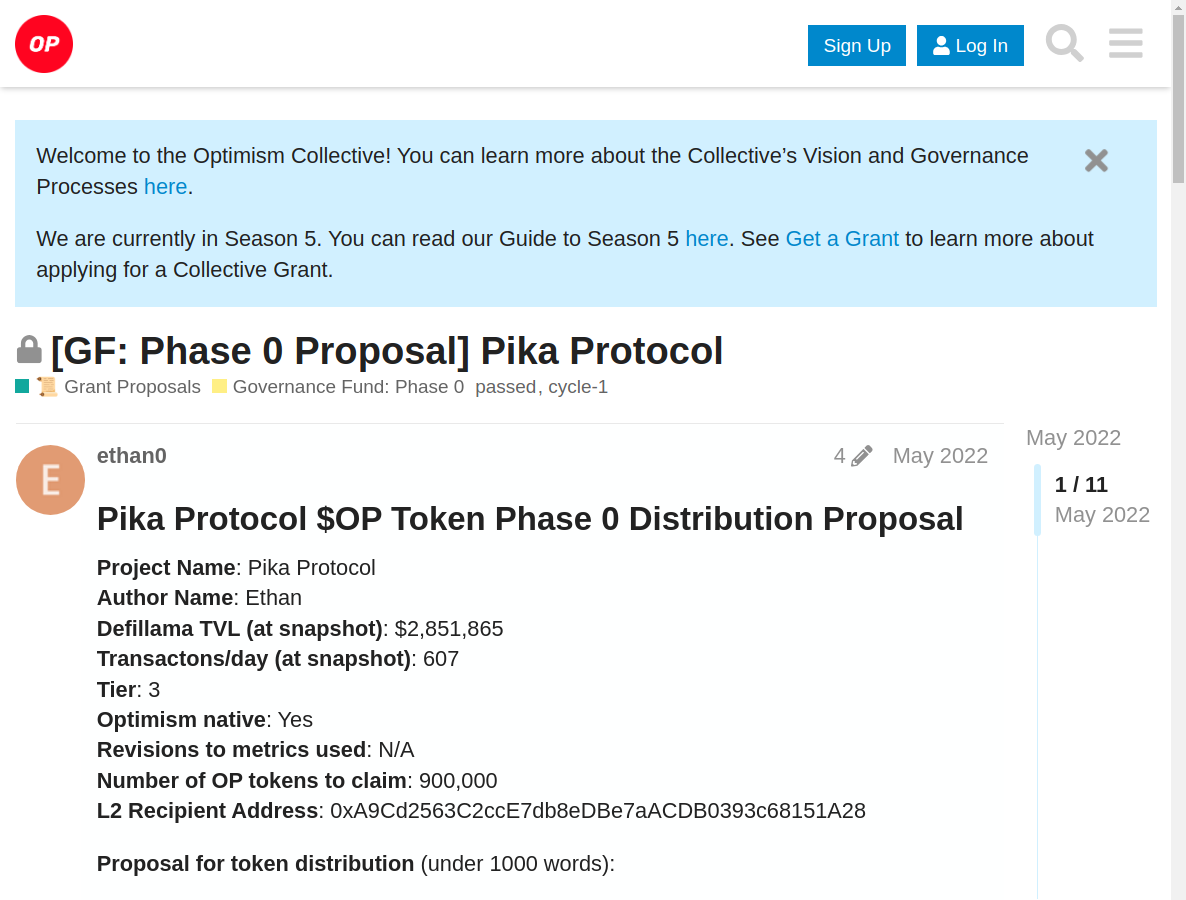 OP
Sign Up
Log In
Welcome to the Optimism Collective! You can learn more about the Collective’s Vision and Governance
Processes here.
We are currently in Season 5. You can read our Guide to Season 5 here. See Get a Grant to learn more about
applying for a Collective Grant.
[GF: Phase 0 Proposal] Pika Protocol
Grant Proposals Governance Fund: Phase 0 passed, cycle-1
E
ethan0
4 May 2022
Pika Protocol $OP Token Phase 0 Distribution Proposal
Project Name: Pika Protocol
Author Name: Ethan
Defillama TVL (at snapshot): $2,851,865
Transactons/day (at snapshot): 607
Tier: 3
Optimism native: Yes
Revisions to metrics used: N/A
Number of OP tokens to claim: 900,000
L2 Recipient Address: 0xA9Cd2563C2ccE7db8eDBe7aACDB0393c68151A28
Proposal for token distribution (under 1000 words):
May 2022
1 / 11
May 2022